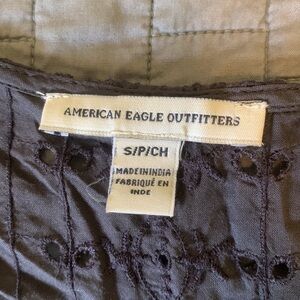 AMERICAN EAGLE OUTFITTERS
S/P/CH
MADE IN INDIA
FABRIQUÉ EN
INDE